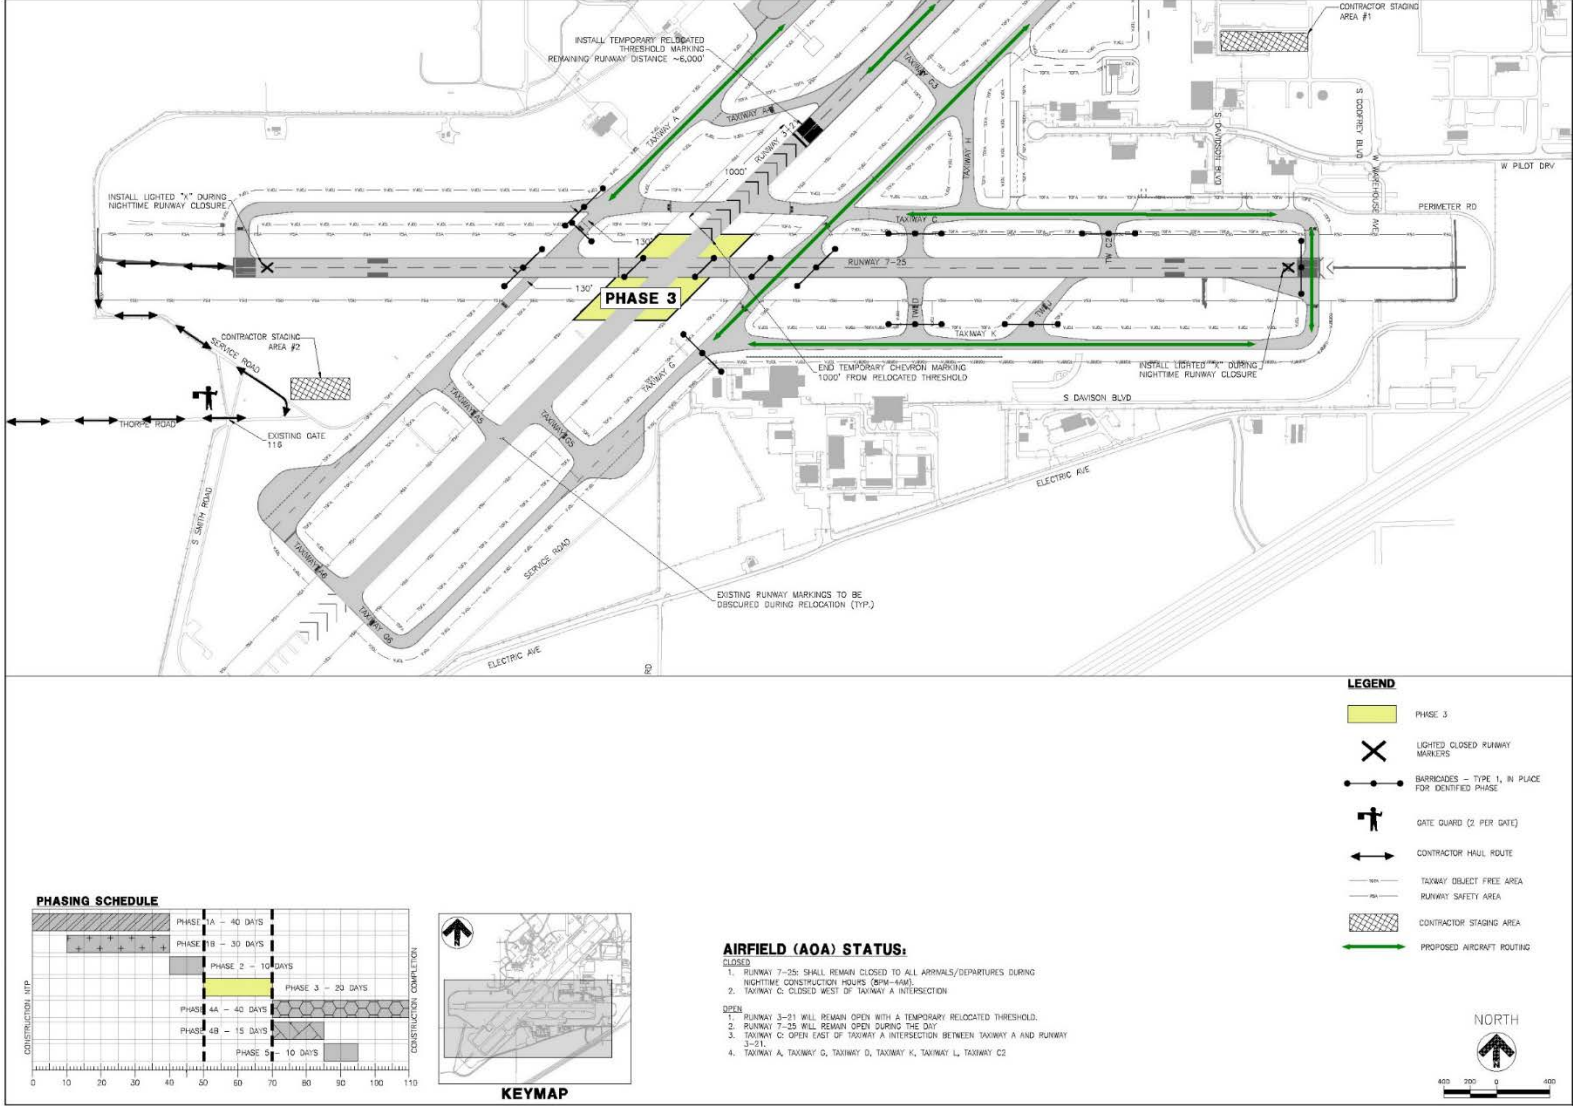 CONTRACTOR STAGING
AREA #1
INSTALL TEMPORARY RELOCATED
THRESHOLD MARKING
REMAINING RUNWAY DISTANCE ~6,000'
TAXIWAY G3
TAXIWAY A
TAXIWAY A4
RUNWAY 3-21
1000'
TAXIWAY H
S DAVIDSON BLVD
S GODFREY BLVD
W WAREHOUSE AVE
W PILOT DRV
PERIMETER RD
INSTALL LIGHTED "X" DURING
NIGHTTIME RUNWAY CLOSURE
TAXIWAY C
TW C2
130'
RUNWAY 7-25
130'
PHASE 3
TW D
TW J
TAXIWAY K
CONTRACTOR STAGING
AREA #2
SERVICE ROAD
THORPE ROAD
EXISTING GATE
116
S SMITH ROAD
TAXIWAY G
END TEMPORARY CHEVRON MARKING
1000' FROM RELOCATED THRESHOLD
INSTALL LIGHTED "X" DURING
NIGHTTIME RUNWAY CLOSURE
S DAVISON BLVD
TAXIWAY A5
TAXIWAY G5
ELECTRIC AVE
TAXIWAY A6
TAXIWAY G6
SERVICE ROAD
EXISTING RUNWAY MARKINGS TO BE
OBSCURED DURING RELOCATION (TYP.)
ELECTRIC AVE
RD
LEGEND
PHASE 3
LIGHTED CLOSED RUNWAY
MARKERS
BARRICADES - TYPE 1, IN PLACE
FOR IDENTIFIED PHASE
GATE GUARD (2 PER GATE)
CONTRACTOR HAUL ROUTE
TAXIWAY OBJECT FREE AREA
RSA
RUNWAY SAFETY AREA
CONTRACTOR STAGING AREA
PROPOSED AIRCRAFT ROUTING
PHASING SCHEDULE
CONSTRUCTION NTP
PHASE 1A - 40 DAYS
PHASE 1B - 30 DAYS
PHASE 2 - 10 DAYS
PHASE 3 - 20 DAYS
PHASE 4A - 40 DAYS
PHASE 4B - 15 DAYS
PHASE 5 - 10 DAYS
CONSTRUCTION COMPLETION
0 10 20 30 40 50 60 70 80 90 100 110
KEYMAP
AIRFIELD (AOA) STATUS:
CLOSED
1. RUNWAY 7-25: SHALL REMAIN CLOSED TO ALL ARRIVALS/DEPARTURES DURING
NIGHTTIME CONSTRUCTION HOURS (8PM-4AM).
2. TAXIWAY C: CLOSED WEST OF TAXIWAY A INTERSECTION
OPEN
1. RUNWAY 3-21 WILL REMAIN OPEN WITH A TEMPORARY RELOCATED THRESHOLD.
2. RUNWAY 7-25 WILL REMAIN OPEN DURING THE DAY
3. TAXIWAY C: OPEN EAST OF TAXIWAY A INTERSECTION BETWEEN TAXIWAY A AND RUNWAY
3-21.
4. TAXIWAY A, TAXIWAY G, TAXIWAY D, TAXIWAY K, TAXIWAY L, TAXIWAY C2
NORTH
400 200 0 400